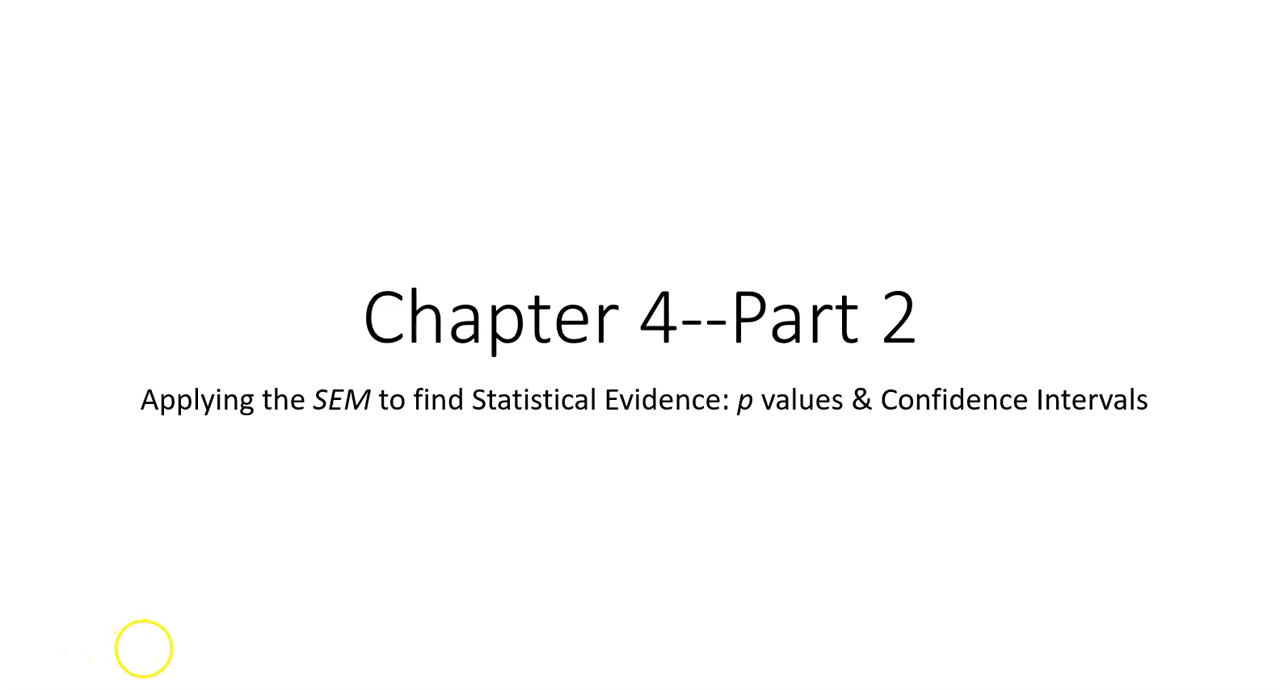 Chapter 4--Part 2
Applying the SEM to find Statistical Evidence: p values & Confidence Intervals